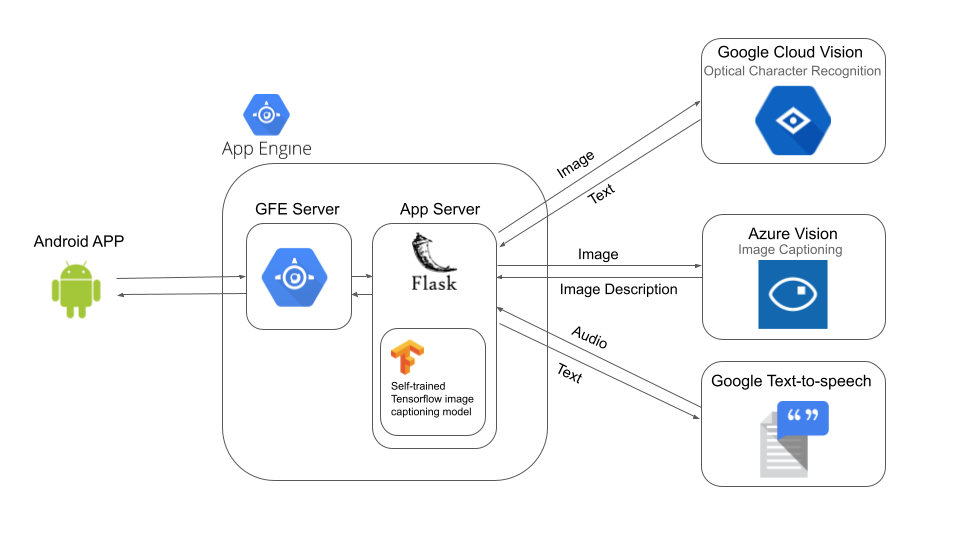 Google Cloud Vision
Optical Character Recognition
App Engine
Image
Text
GFE Server
App Server
Android APP
Flask
Azure Vision
Image Captioning
Image
Image Description
Audio
Text
Self-trained
Tensorflow image
captioning model
Google Text-to-speech